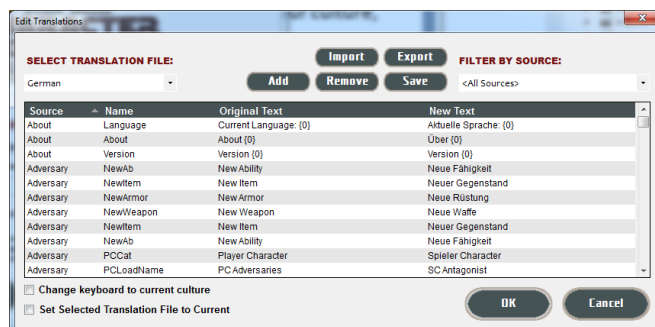 Edit Translations
SELECT TRANSLATION FILE:
Import Export
FILTER BY SOURCE:
German
Add Remove Save
<All Sources>
Source Name Original Text New Text
About Language Current Language: {0} Aktuelle Sprache: {0}
About About About {0} Über {0}
About Version Version {0} Version {0}
Adversary NewAb New Ability Neue Fähigkeit
Adversary NewItem New Item Neuer Gegenstand
Adversary NewArmor New Armor Neue Rüstung
Adversary NewWeapon New Weapon Neue Waffe
Adversary NewItem New Item Neuer Gegenstand
Adversary NewAb New Ability Neue Fähigkeit
Adversary PCCat Player Character Spieler Character
Adversary PCLoadName PC Adversaries SC Antagonist
Change keyboard to current culture
Set Selected Translation File to Current
OK Cancel